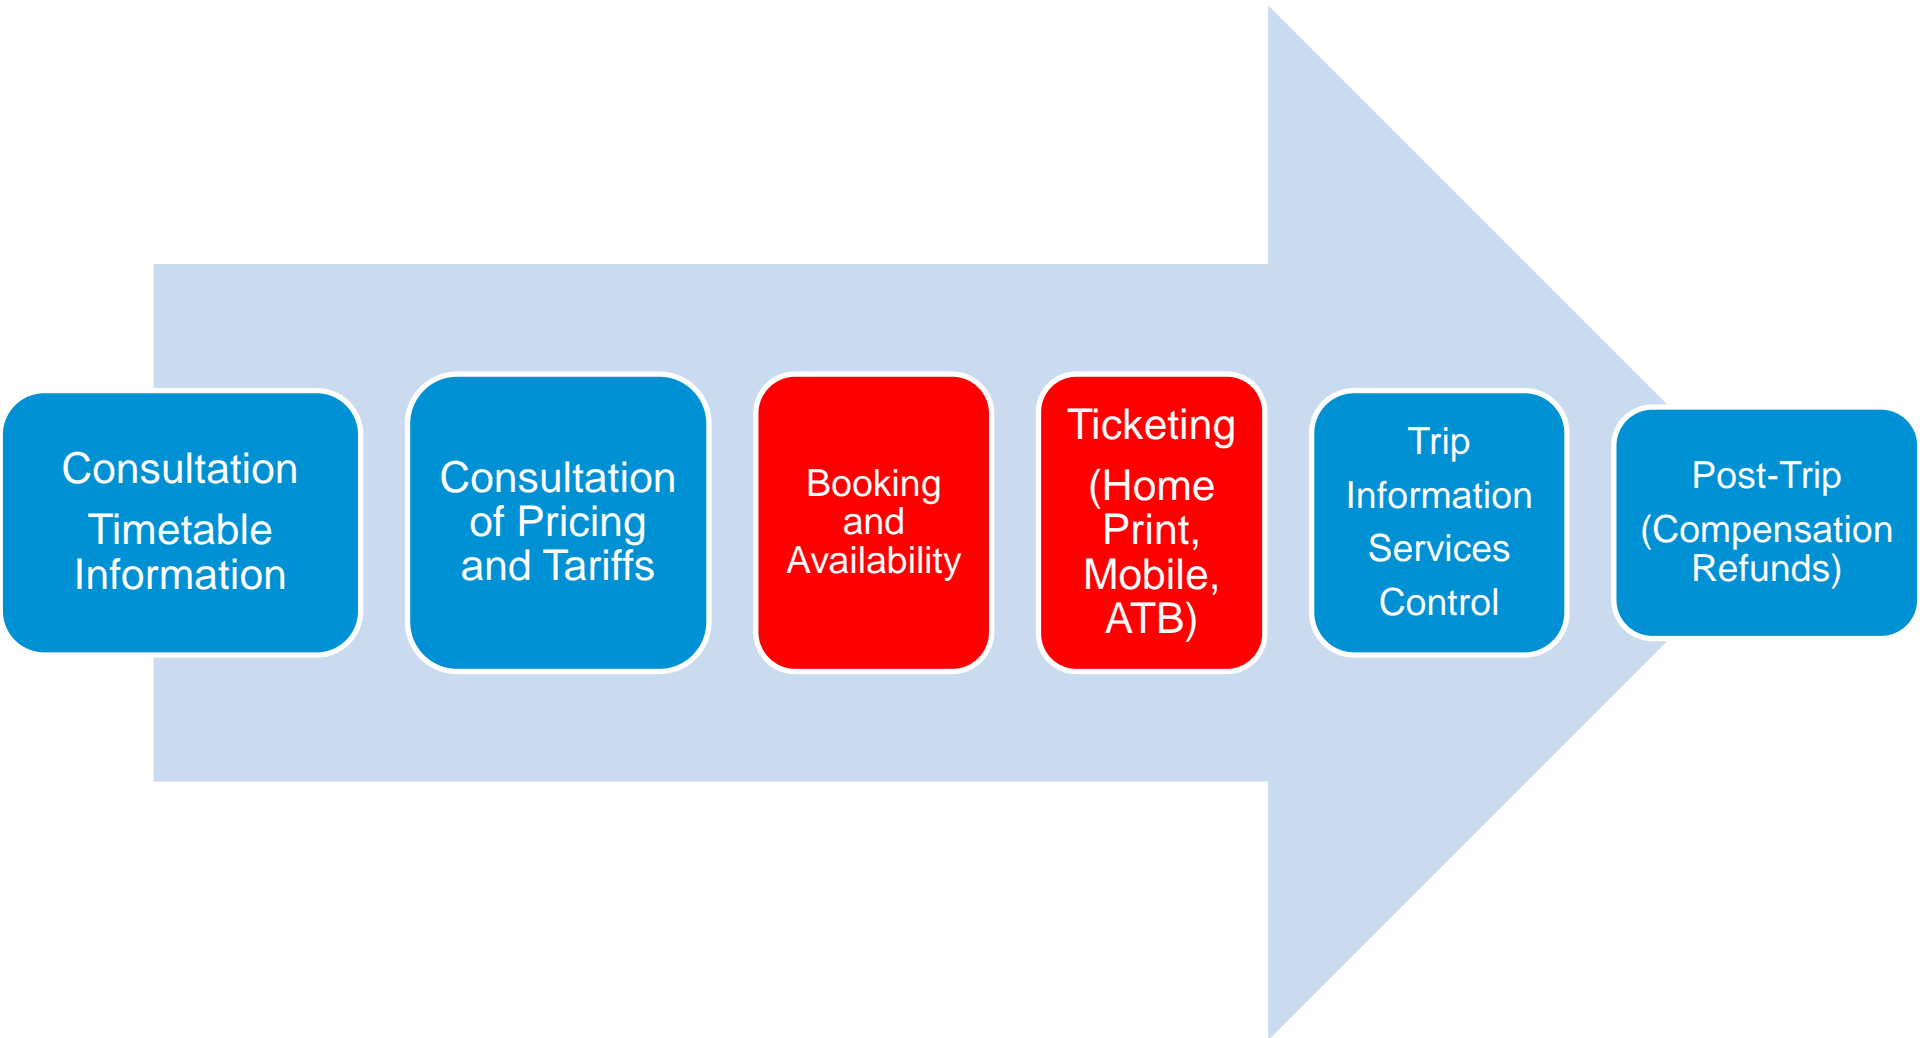 Consultation
Timetable
Information
Consultation
of Pricing
and Tariffs
Booking
and
Availability
Ticketing
(Home
Print,
Mobile,
ATB)
Trip
Information
Services
Control
Post-Trip
(Compensation
Refunds)